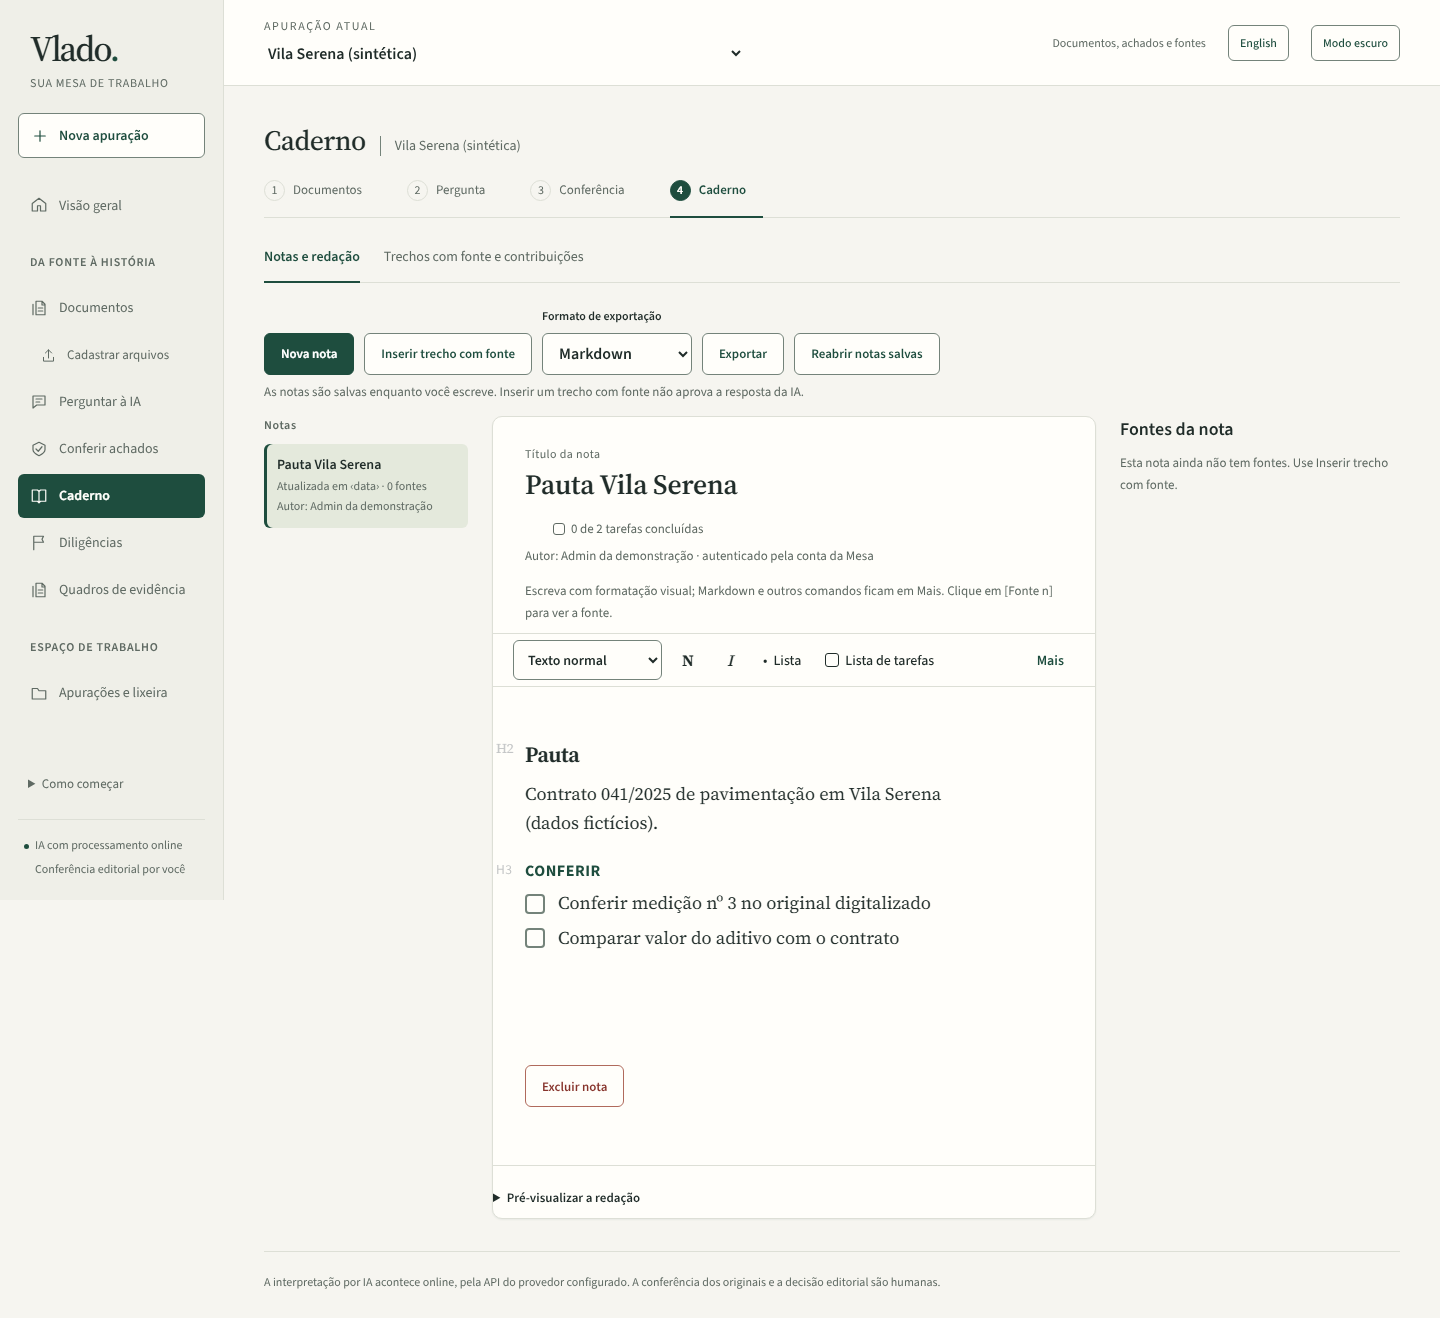 Vlado.
SUA MESA DE TRABALHO
Nova apuração
Visão geral
DA FONTE À HISTÓRIA
Documentos
Cadastrar arquivos
Perguntar à IA
Conferir achados
Caderno
Diligências
Quadros de evidência
ESPAÇO DE TRABALHO
Apurações e lixeira
Como começar
IA com processamento online
Conferência editorial por você
APURAÇÃO ATUAL
Vila Serena (sintética)
Documentos, achados e fontes
English
Modo escuro
Caderno
Vila Serena (sintética)
1 Documentos
2 Pergunta
3 Conferência
4 Caderno
Notas e redação
Trechos com fonte e contribuições
Formato de exportação
Nova nota
Inserir trecho com fonte
Markdown
Exportar
Reabrir notas salvas
As notas são salvas enquanto você escreve. Inserir um trecho com fonte não aprova a resposta da IA.
Notas
Pauta Vila Serena
Atualizada em ‹data› · 0 fontes
Autor: Admin da demonstração
Título da nota
Pauta Vila Serena
0 de 2 tarefas concluídas
Autor: Admin da demonstração · autenticado pela conta da Mesa
Escreva com formatação visual; Markdown e outros comandos ficam em Mais. Clique em [Fonte n]
para ver a fonte.
Texto normal
N
I
• Lista
Lista de tarefas
Mais
H2
Pauta
Contrato 041/2025 de pavimentação em Vila Serena
(dados fictícios).
H3
CONFERIR
Conferir medição nº 3 no original digitalizado
Comparar valor do aditivo com o contrato
Excluir nota
Pré-visualizar a redação
Fontes da nota
Esta nota ainda não tem fontes. Use Inserir trecho
com fonte.
A interpretação por IA acontece online, pela API do provedor configurado. A conferência dos originais e a decisão editorial são humanas.